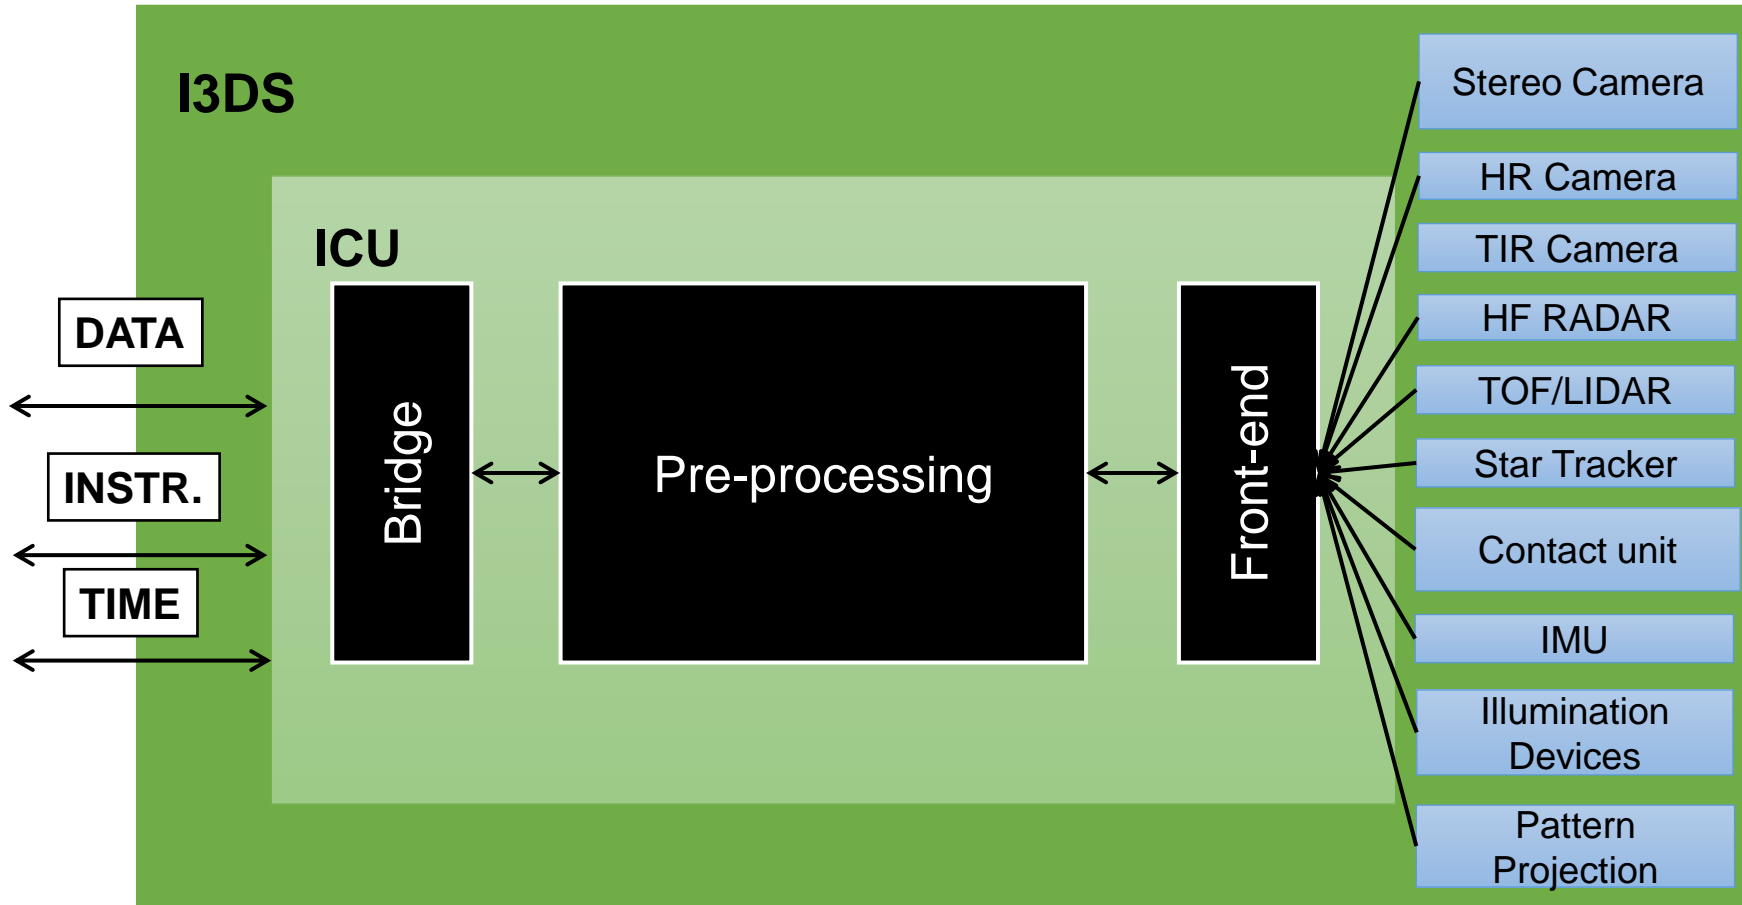 I3DS
ICU
DATA
INSTR.
TIME
Bridge
Pre-processing
Front-end
Stereo Camera
HR Camera
TIR Camera
HF RADAR
TOF/LIDAR
Star Tracker
Contact unit
IMU
Illumination
Devices
Pattern
Projection